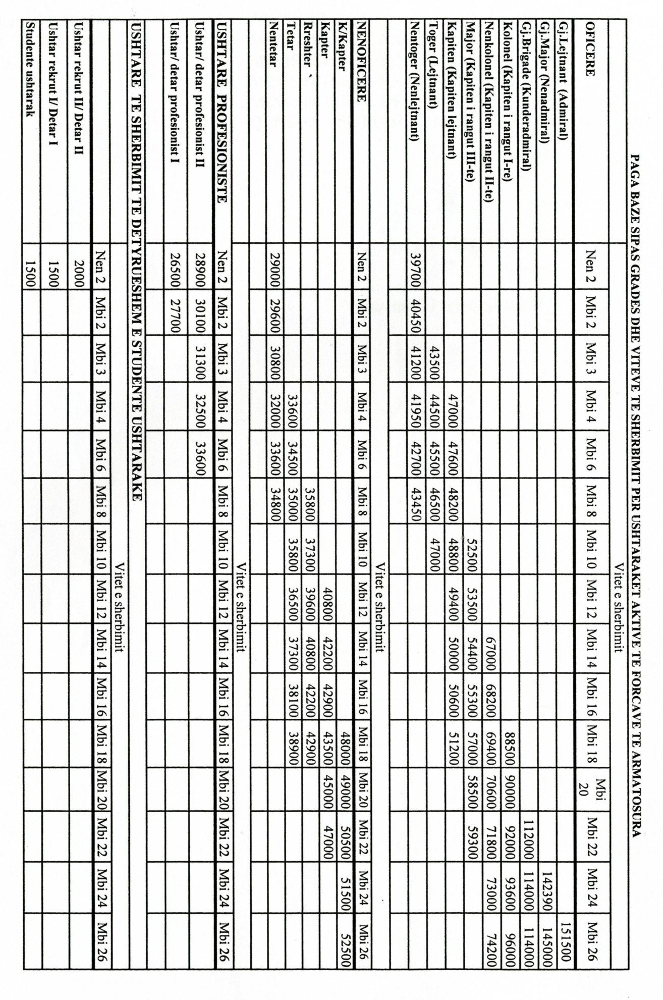 PAGA BAZE SIPAS GRADES DHE VITEVE TE SHERBIMIT PER USHTARAKET AKTIVE TE FORCAVE TE ARMATOSURA
Vitet e sherbimit
OFICERE Nen 2 Mbi 2 Mbi 3 Mbi 4 Mbi 6 Mbi 8 Mbi 10 Mbi 12 Mbi 14 Mbi 16 Mbi 18 Mbi 20 Mbi 22 Mbi 24 Mbi 26
Gj.Lejtnant (Admiral) 151500
Gj.Major (Nenadmiral) 142390 145000
Gj.Brigade (Kunderadmiral) 112000 114000 114000
Kolonel (Kapiten i rangut I-re) 88500 90000 92000 93600 96000
Nenkolonel (Kapiten i rangut II-te) 67000 68200 69400 70600 71800 73000 74200
Major (Kapiten i rangut III-te) 52500 53500 54400 55300 57000 58500 59300
Kapiten (Kapiten lejtnant) 47000 47600 48200 48800 49400 50000 50600 51200
Toger (Lejtnant) 43500 44500 45500 46500 47000
Nentoger (Nenlejtnant) 39700 40450 41200 41950 42700 43450
Vitet e sherbimit
NENOFICERE Nen 2 Mbi 2 Mbi 3 Mbi 4 Mbi 6 Mbi 8 Mbi 10 Mbi 12 Mbi 14 Mbi 16 Mbi 18 Mbi 20 Mbi 22 Mbi 24 Mbi 26
K/Kapter 48000 49000 50500 51500 52500
Kapter 40800 42200 42900 43500 45000 47000
Rreshter 35800 37300 39600 40800 42200 42900
Tetar 33600 34500 35000 35800 36500 37300 38100 38900
Nentetar 29000 29600 30800 32000 33600 34800
Vitet e sherbimit
USHTARE PROFESIONISTE Nen 2 Mbi 2 Mbi 3 Mbi 4 Mbi 6 Mbi 8 Mbi 10 Mbi 12 Mbi 14 Mbi 16 Mbi 18 Mbi 20 Mbi 22 Mbi 24 Mbi 26
Ushtar/ detar profesionist II 28900 30100 31300 32500 33600
Ushtar/ detar profesionist I 26500 27700
USHTARE TE SHERBIMIT TE DETYRUESHEM E STUDENTE USHTARAKE
Vitet e sherbimit
Nen 2 Mbi 2 Mbi 3 Mbi 4 Mbi 6 Mbi 8 Mbi 10 Mbi 12 Mbi 14 Mbi 16 Mbi 18 Mbi 20 Mbi 22 Mbi 24 Mbi 26
Ushtar rekrut II/ Detar II 2000
Ushtar rekrut I/ Detar I 1500
Studente ushtarak 1500